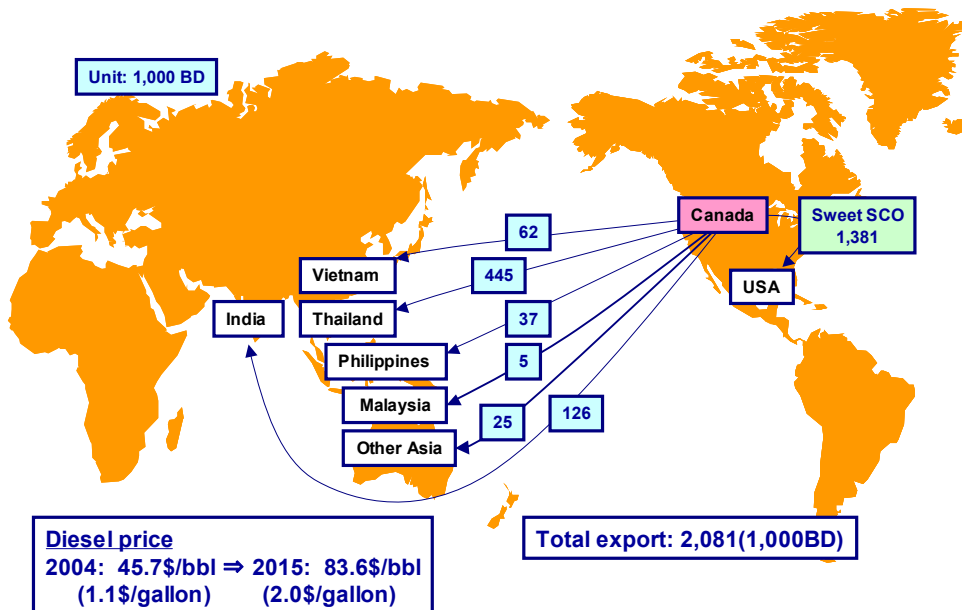 Unit: 1,000 BD
Canada
Sweet SCO
1,381
62
Vietnam
445
USA
India
Thailand
37
Philippines
5
Malaysia
126
25
Other Asia
Diesel price
2004: 45.7$/bbl ⇒ 2015: 83.6$/bbl
(1.1$/gallon) (2.0$/gallon)
Total export: 2,081(1,000BD)